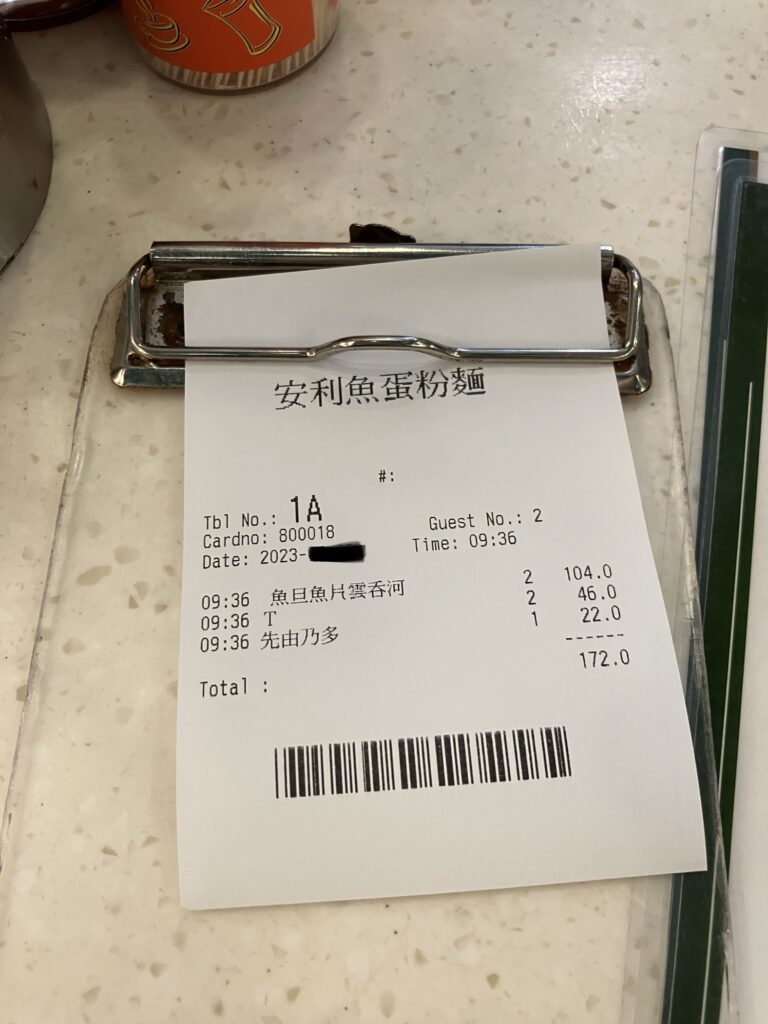 安利魚蛋粉麵
#:
Tbl No.: 1A Guest No.: 2
Cardno: 800018
Date: 2023- Time: 09:36
09:36 魚旦魚片雲吞河 2 104.0
09:36 T 2 46.0
09:36 先由乃多 1 22.0
------
172.0
Total :